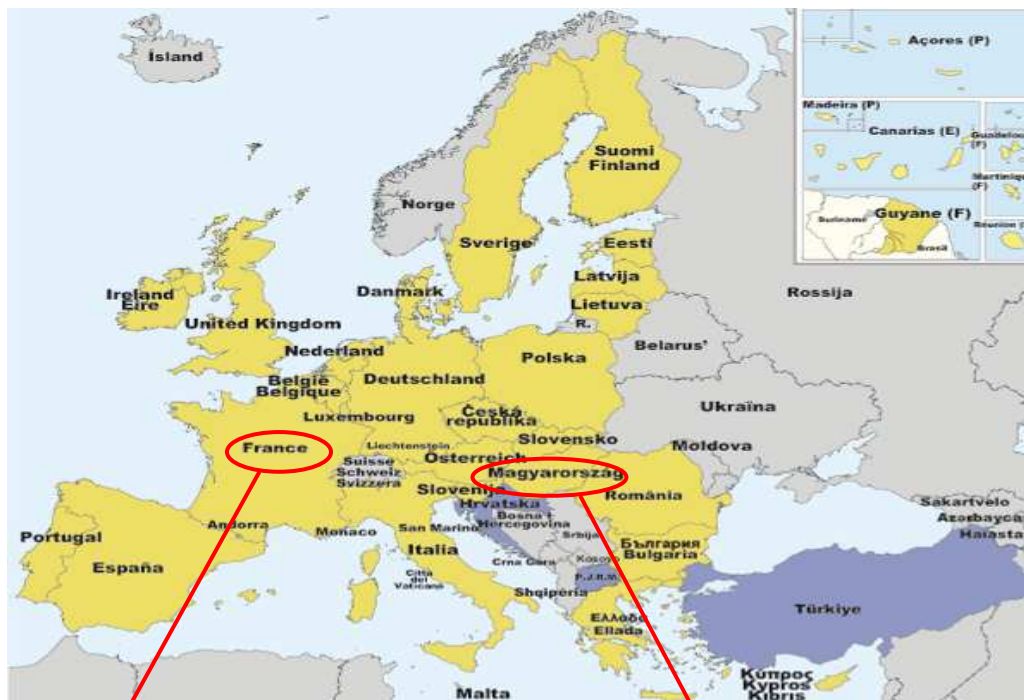 Ísland
Açores (P)
Madeira (P)
Canarias (E)
Guyane (F)
Suriname
Brasil
Suomi
Finland
Norge
Sverige
Eesti
Latvija
Lietuva
R.
Danmark
Rossija
Ireland
Éire
United Kingdom
Belarus'
Nederland
Polska
België
Belgique
Deutschland
Luxembourg
Česká
republika
Ukraïna
France
Liechtenstein
Slovensko
Moldova
Suisse
Schweiz
Svizzera
Österreich
Magyarország
Slovenija
Hrvatska
România
Bosna i
Hercegovina
Sakartvelo
Andorra
Monaco
San Marino
Srbija
Portugal
España
Italia
Città
del
Vaticano
Crna Gora
Kosovo
България
Bulgaria
Shqipëria
Türkiye
Ελλάδα
Ellada
Malta
Κύπρος
Kypros
Kıbrıs